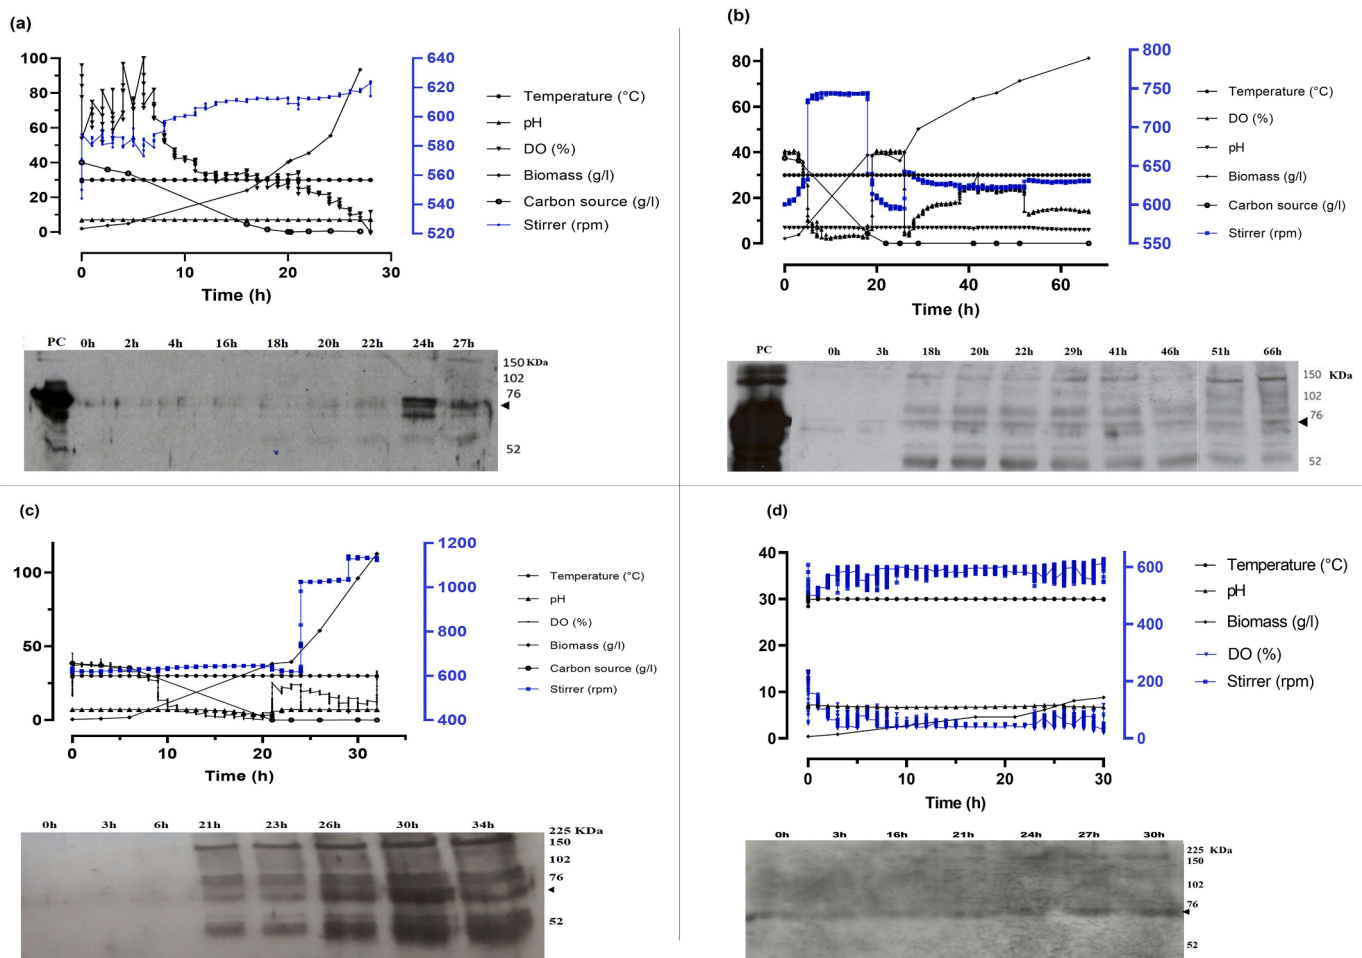 (a)
100
80
60
40
20
0
640
620
600
580
560
540
520
0
10
20
30
Time (h)
Temperature (°C)
pH
DO (%)
Biomass (g/l)
Carbon source (g/l)
Stirrer (rpm)
PC 0h 2h 4h 16h 18h 20h 22h 24h 27h
150 KDa
102
76
52
(b)
80
60
40
20
0
800
750
700
650
600
550
0
20
40
60
Time (h)
Temperature (°C)
DO (%)
pH
Biomass (g/l)
Carbon source (g/l)
Stirrer (rpm)
PC 0h 3h 18h 20h 22h 29h 41h 46h 51h 66h
150 KDa
102
76
52
(c)
100
50
0
1200
1000
800
600
400
0
10
20
30
Time (h)
Temperature (°C)
pH
DO (%)
Biomass (g/l)
Carbon source (g/l)
Stirrer (rpm)
0h 3h 6h 21h 23h 26h 30h 34h
225 KDa
150
102
76
52
(d)
40
30
20
10
0
600
400
200
0
0
10
20
30
Time (h)
Temperature (°C)
pH
Biomass (g/l)
DO (%)
Stirrer (rpm)
0h 3h 16h 21h 24h 27h 30h
225 KDa
150
102
76
52